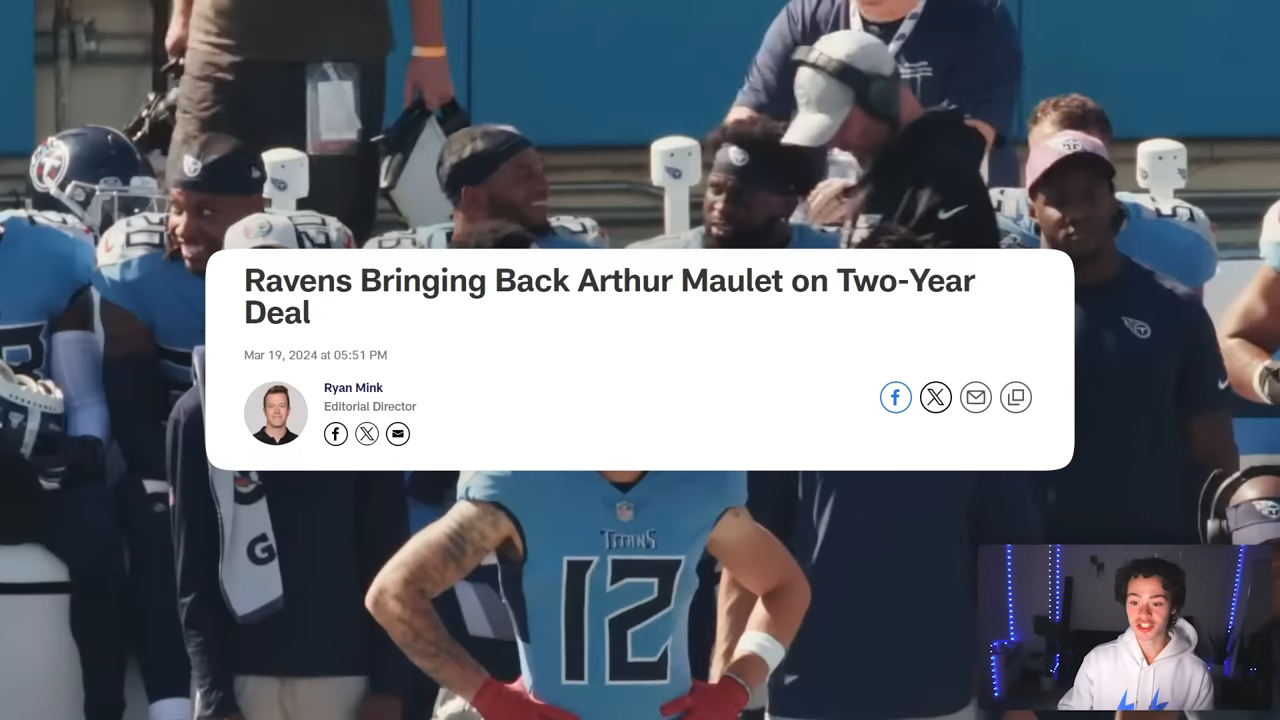 Ravens Bringing Back Arthur Maulet on Two-Year
Deal
Mar 19, 2024 at 05:51 PM
Ryan Mink
Editorial Director
TITANS
12
G